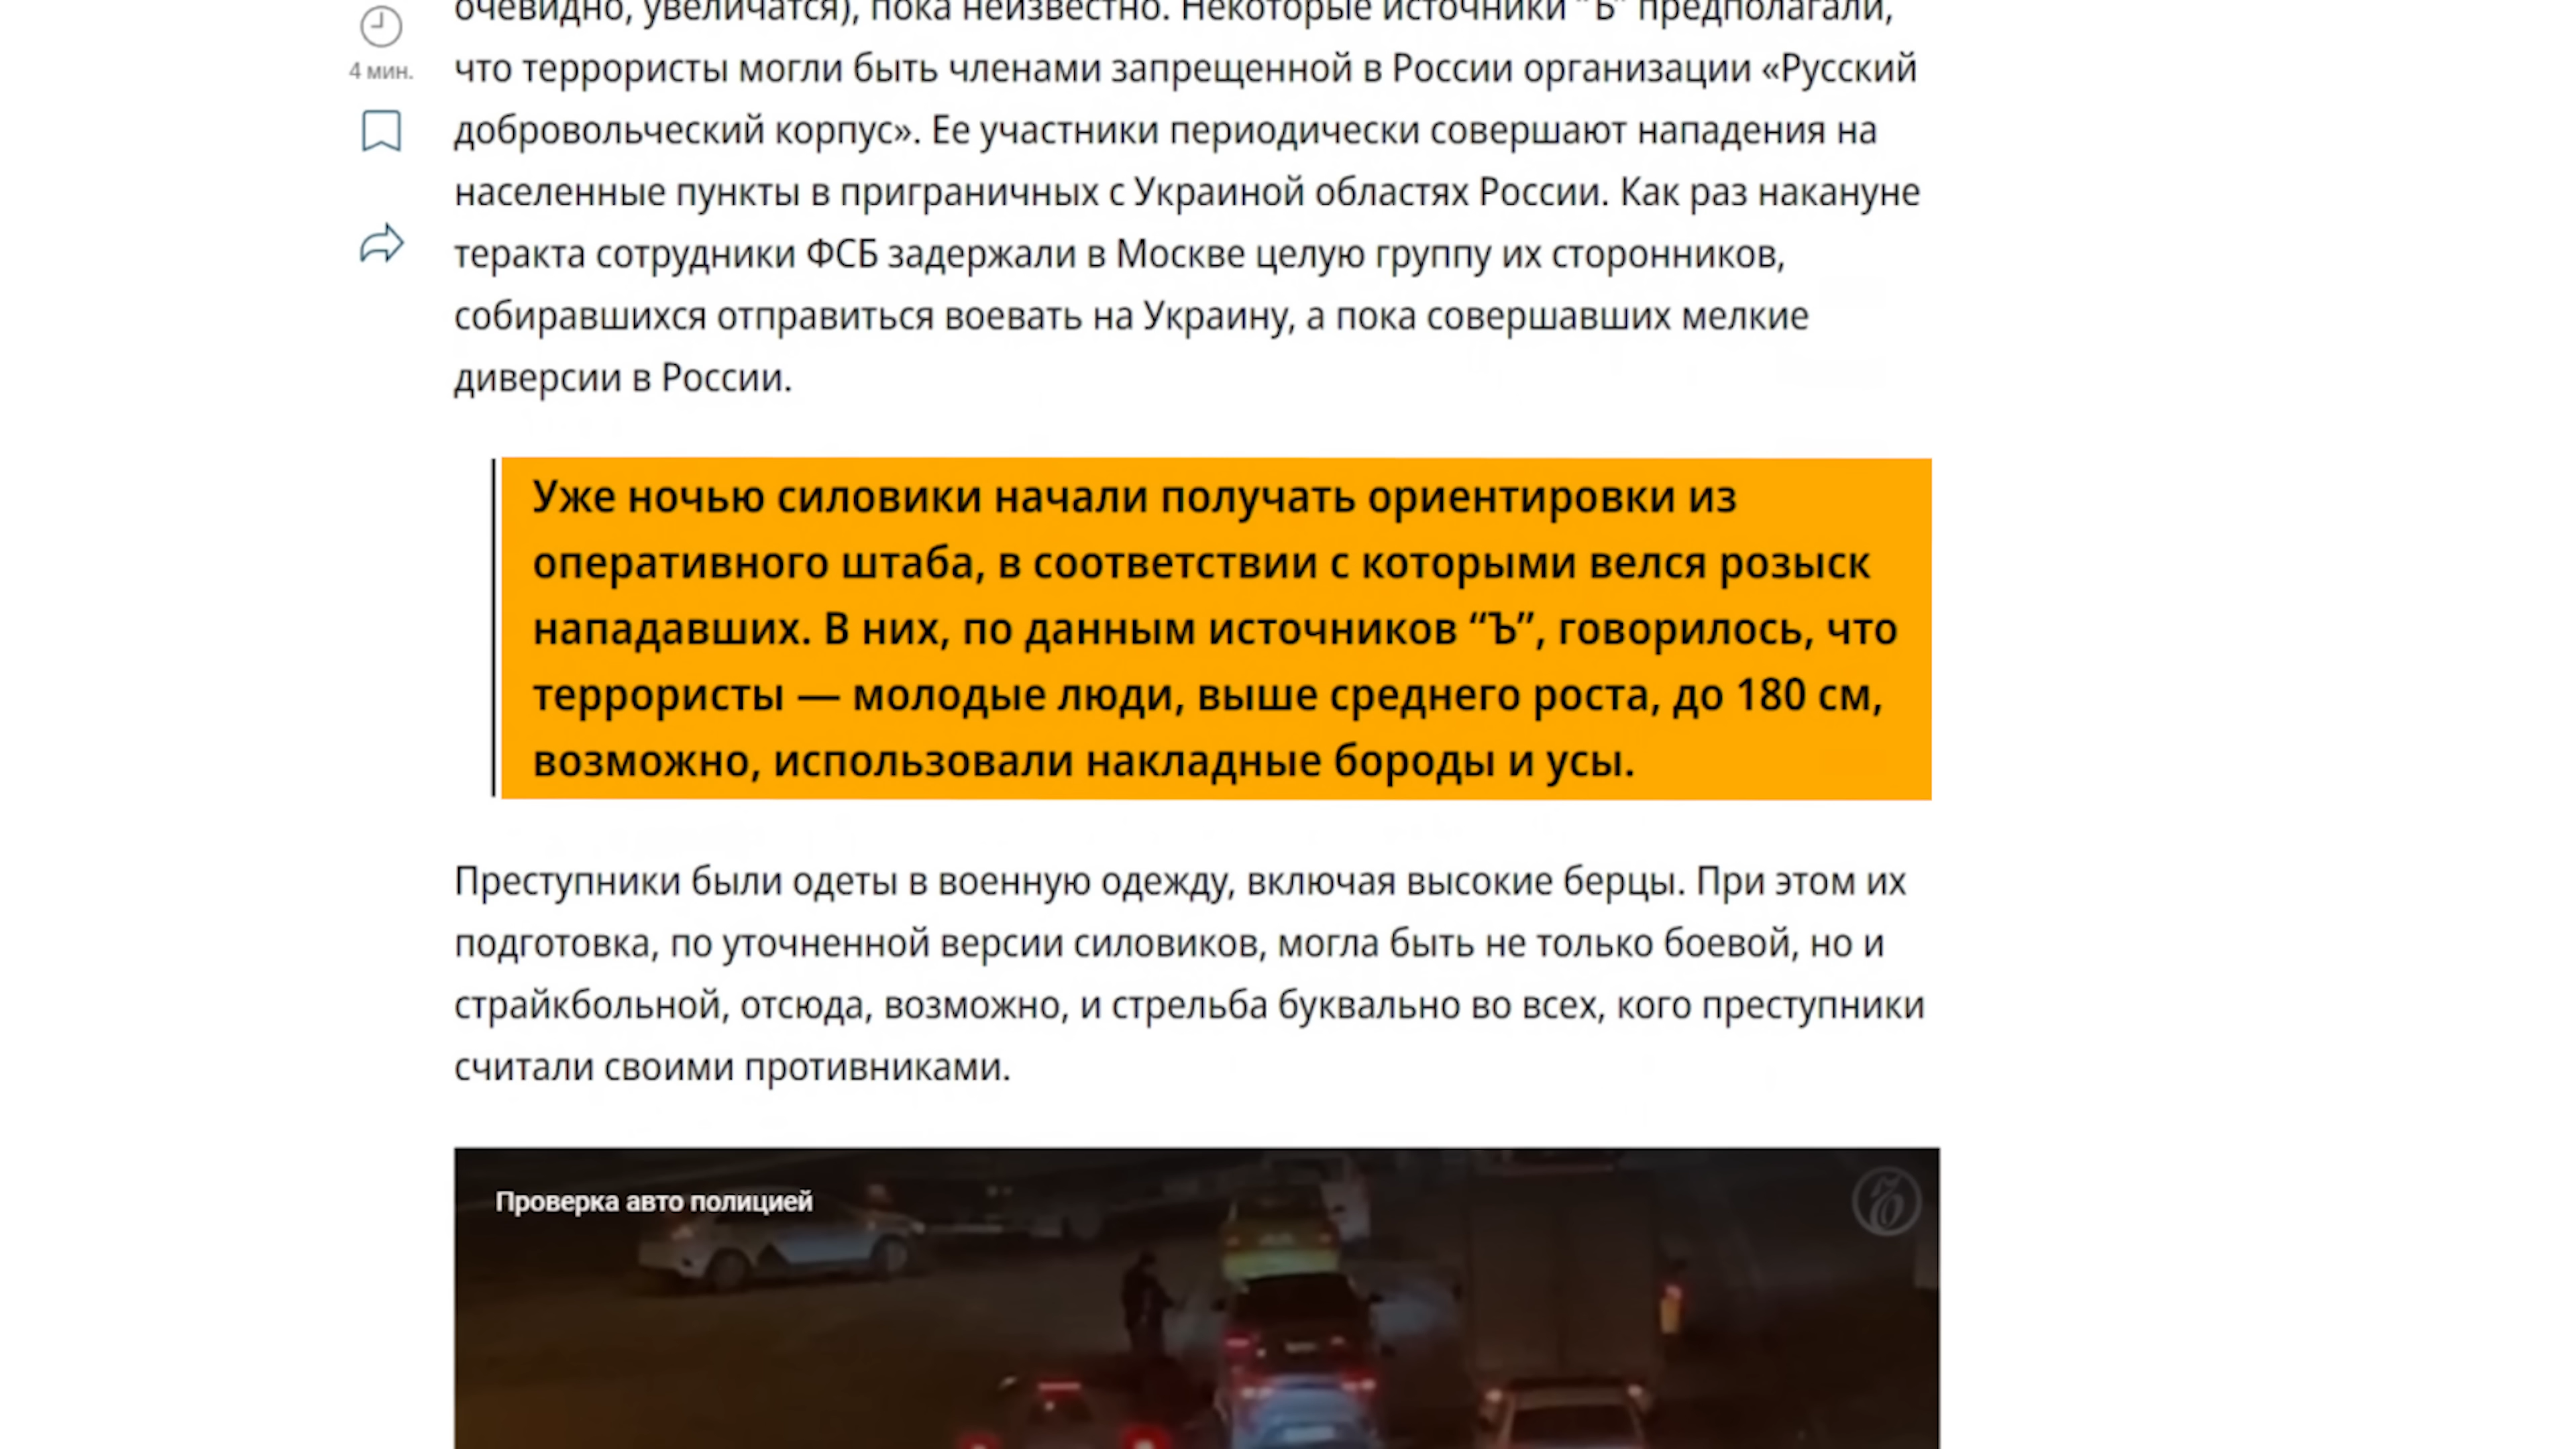 очевидно, увеличатся), пока неизвестно. Некоторые источники “Ъ” предполагали,
4 мин.
что террористы могли быть членами запрещенной в России организации «Русский
добровольческий корпус». Ее участники периодически совершают нападения на
населенные пункты в приграничных с Украиной областях России. Как раз накануне
теракта сотрудники ФСБ задержали в Москве целую группу их сторонников,
собиравшихся отправиться воевать на Украину, а пока совершавших мелкие
диверсии в России.
Уже ночью силовики начали получать ориентировки из
оперативного штаба, в соответствии с которыми велся розыск
нападавших. В них, по данным источников “Ъ”, говорилось, что
террористы — молодые люди, выше среднего роста, до 180 см,
возможно, использовали накладные бороды и усы.
Преступники были одеты в военную одежду, включая высокие берцы. При этом их
подготовка, по уточненной версии силовиков, могла быть не только боевой, но и
страйкбольной, отсюда, возможно, и стрельба буквально во всех, кого преступники
считали своими противниками.
Проверка авто полицией
Ъ